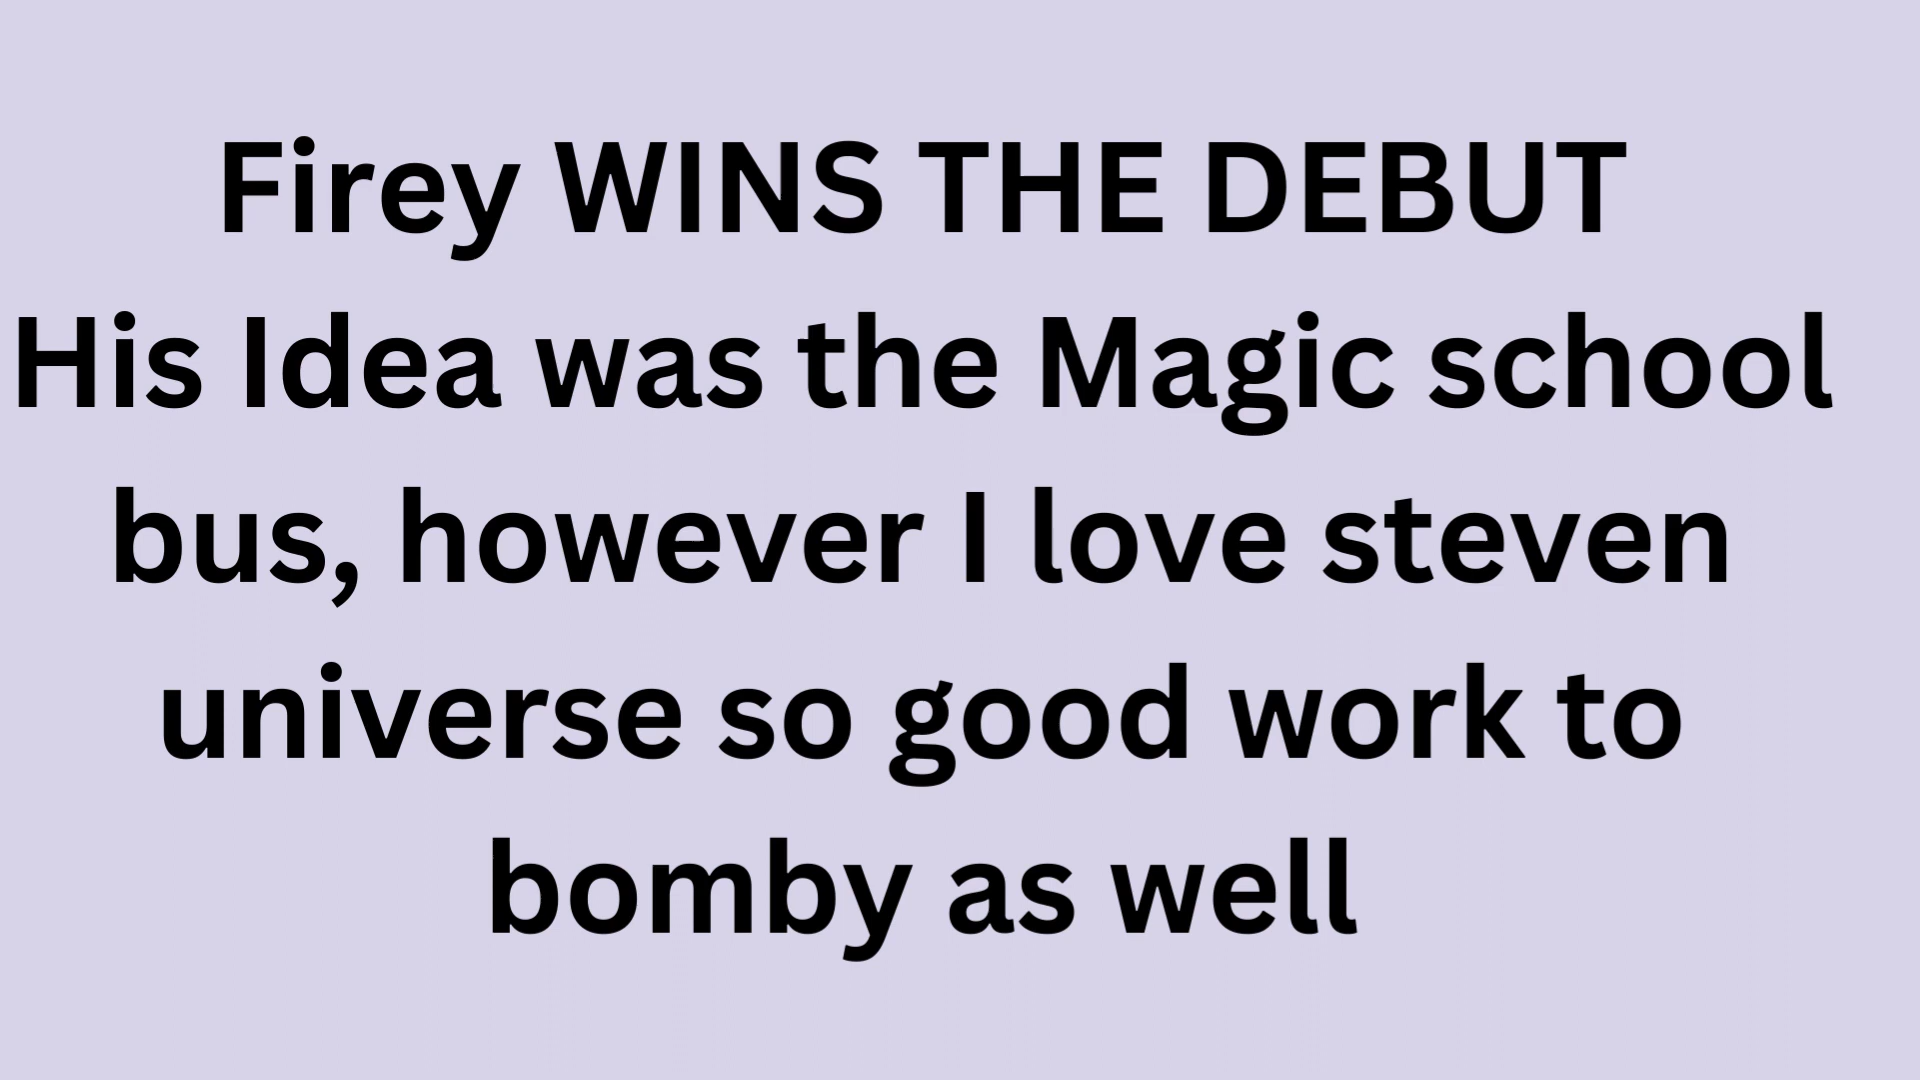 Firey WINS THE DEBUT
His Idea was the Magic school
bus, however I love steven
universe so good work to
bomby as well